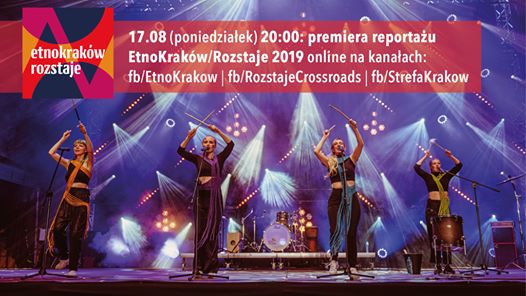 etnokraków
rozstaje
17.08 (poniedziałek) 20:00: premiera reportażu
EtnoKraków/Rozstaje 2019 online na kanałach:
fb/EtnoKrakow | fb/RozstajeCrossroads | fb/StrefaKrakow